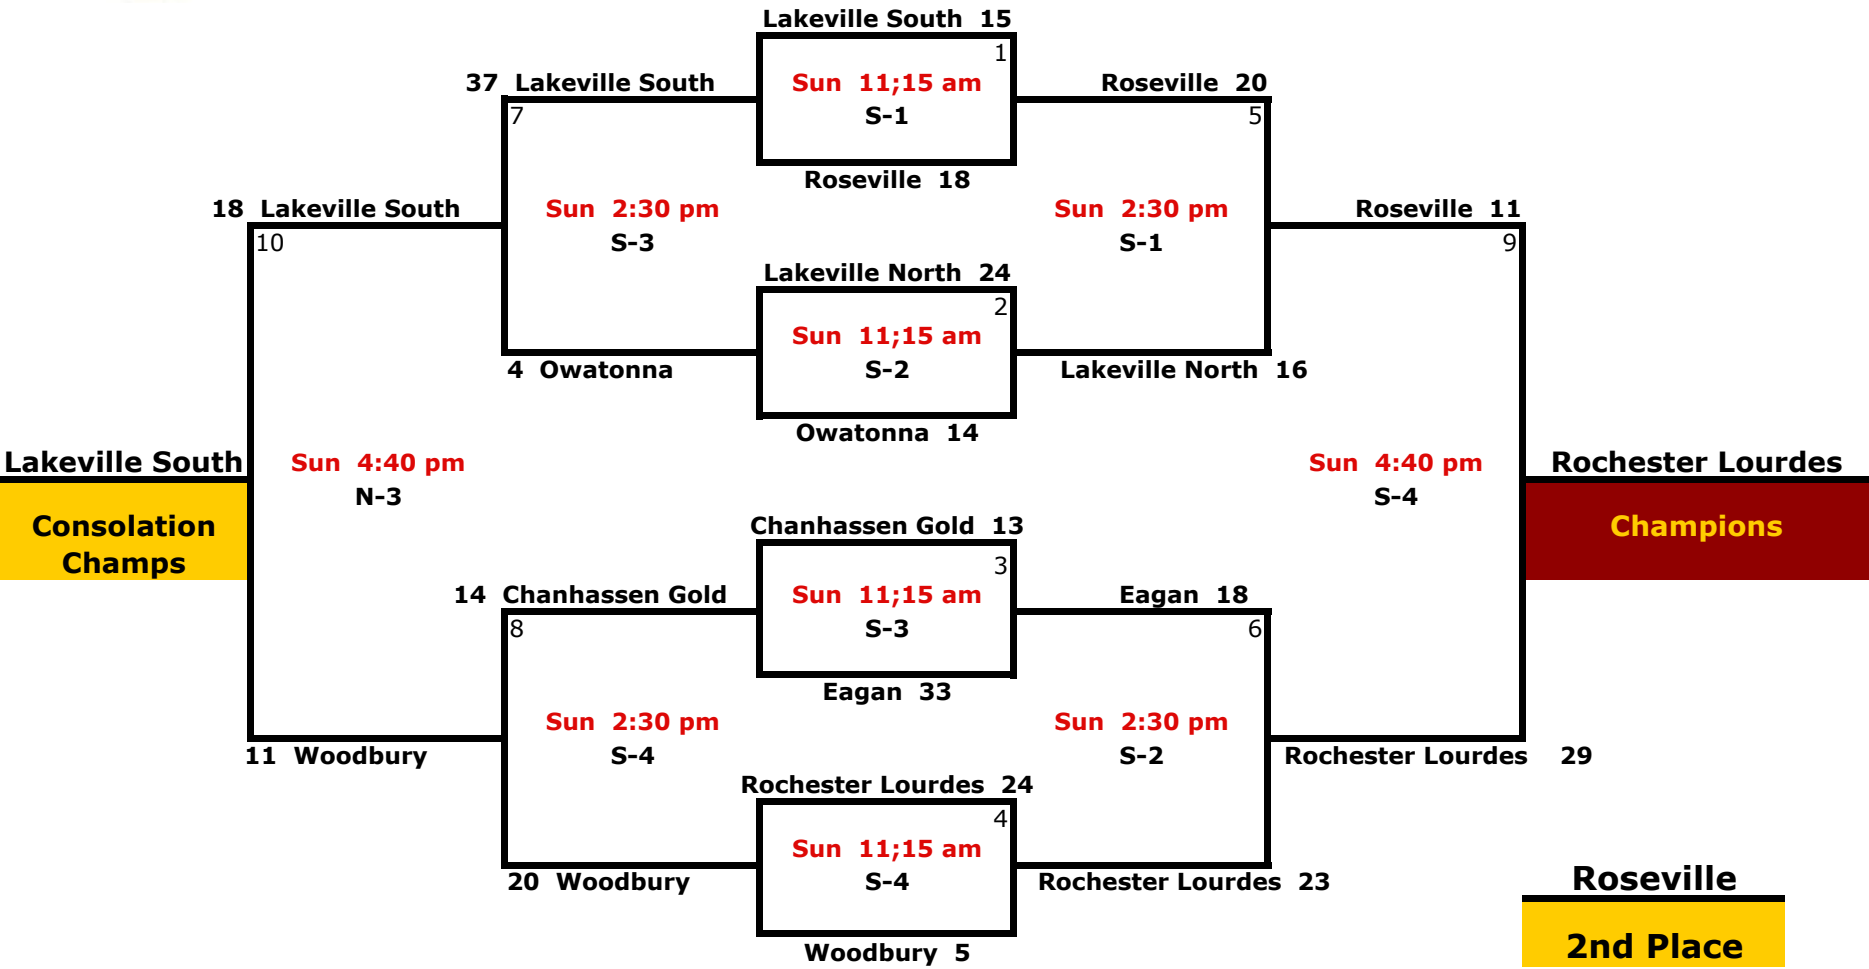 Lakeville South 15
1
37 Lakeville South
Sun 11;15 am
Roseville 20
7
S-1
5
Roseville 18
18 Lakeville South
Sun 2:30 pm
Sun 2:30 pm
Roseville 11
10
S-3
S-1
9
Lakeville North 24
2
Sun 11;15 am
4 Owatonna
S-2
Lakeville North 16
Owatonna 14
Lakeville South
Sun 4:40 pm
Sun 4:40 pm
Rochester Lourdes
N-3
S-4
Consolation
Champs
Chanhassen Gold 13
Champions
3
14 Chanhassen Gold
Sun 11;15 am
Eagan 18
8
S-3
6
Eagan 33
Sun 2:30 pm
Sun 2:30 pm
11 Woodbury
S-4
S-2
Rochester Lourdes 29
Rochester Lourdes 24
4
Sun 11;15 am
20 Woodbury
S-4
Rochester Lourdes 23
Roseville
Woodbury 5
2nd Place